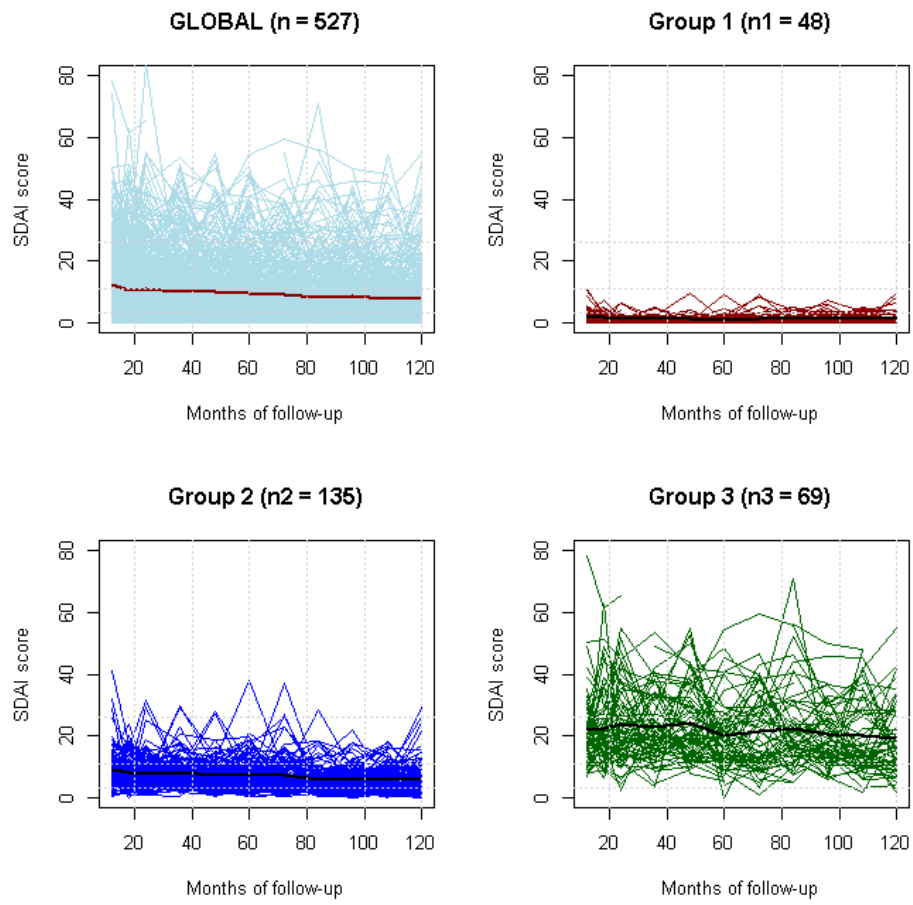 GLOBAL (n = 527)
SDAI score
80
60
40
20
0
20 40 60 80 100 120
Months of follow-up
Group 1 (n1 = 48)
SDAI score
80
60
40
20
0
20 40 60 80 100 120
Months of follow-up
Group 2 (n2 = 135)
SDAI score
80
60
40
20
0
20 40 60 80 100 120
Months of follow-up
Group 3 (n3 = 69)
SDAI score
80
60
40
20
0
20 40 60 80 100 120
Months of follow-up